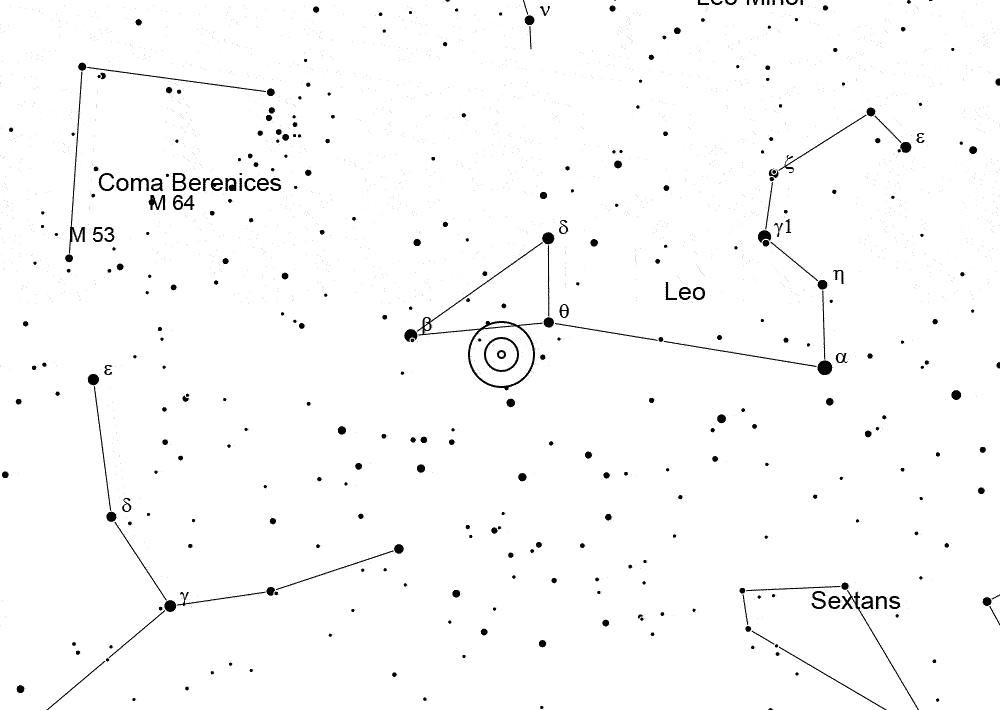 Leo Minor
ν
ε
ζ
Coma Berenices
M 64
γ1
δ
M 53
η
Leo
θ
β
α
ε
δ
γ
Sextans